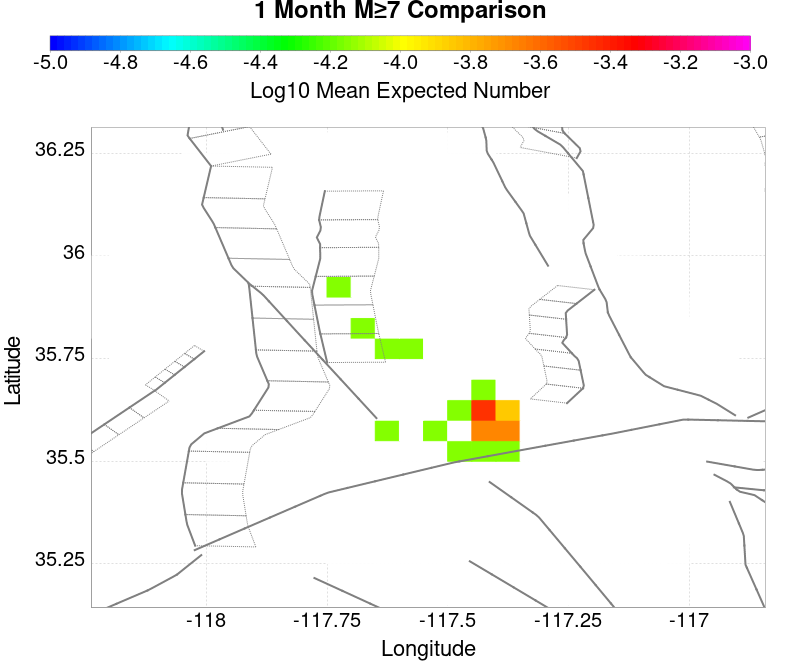 1 Month M≥7 Comparison
-5.0 -4.8 -4.6 -4.4 -4.2 -4.0 -3.8 -3.6 -3.4 -3.2 -3.0
Log10 Mean Expected Number
36.25
36
35.75
35.5
35.25
Latitude
-118 -117.75 -117.5 -117.25 -117
Longitude